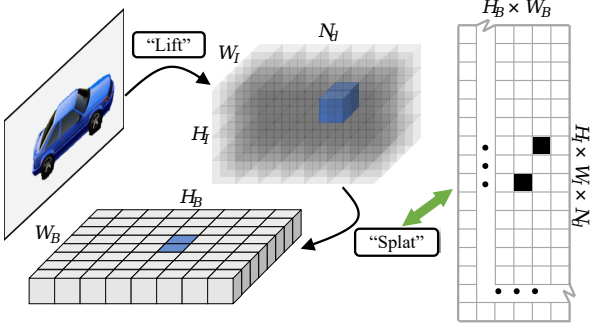 H_B × W_B
N_d
"Lift"
W_I
H_I
H_I × W_I × N_d
H_B
W_B
"Splat"